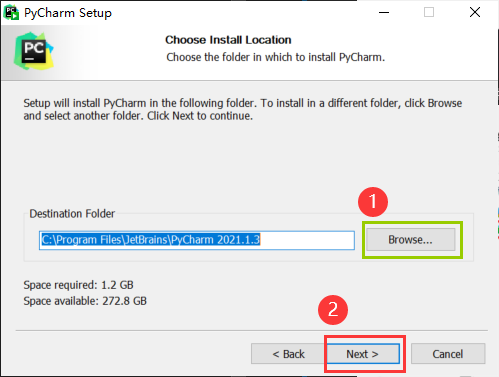 PyCharm Setup
PC
Choose Install Location
Choose the folder in which to install PyCharm.
Setup will install PyCharm in the following folder. To install in a different folder, click Browse
and select another folder. Click Next to continue.
1
Destination Folder
C:\Program Files\JetBrains\PyCharm 2021.1.3
Browse...
Space required: 1.2 GB
Space available: 272.8 GB
2
< Back
Next >
Cancel